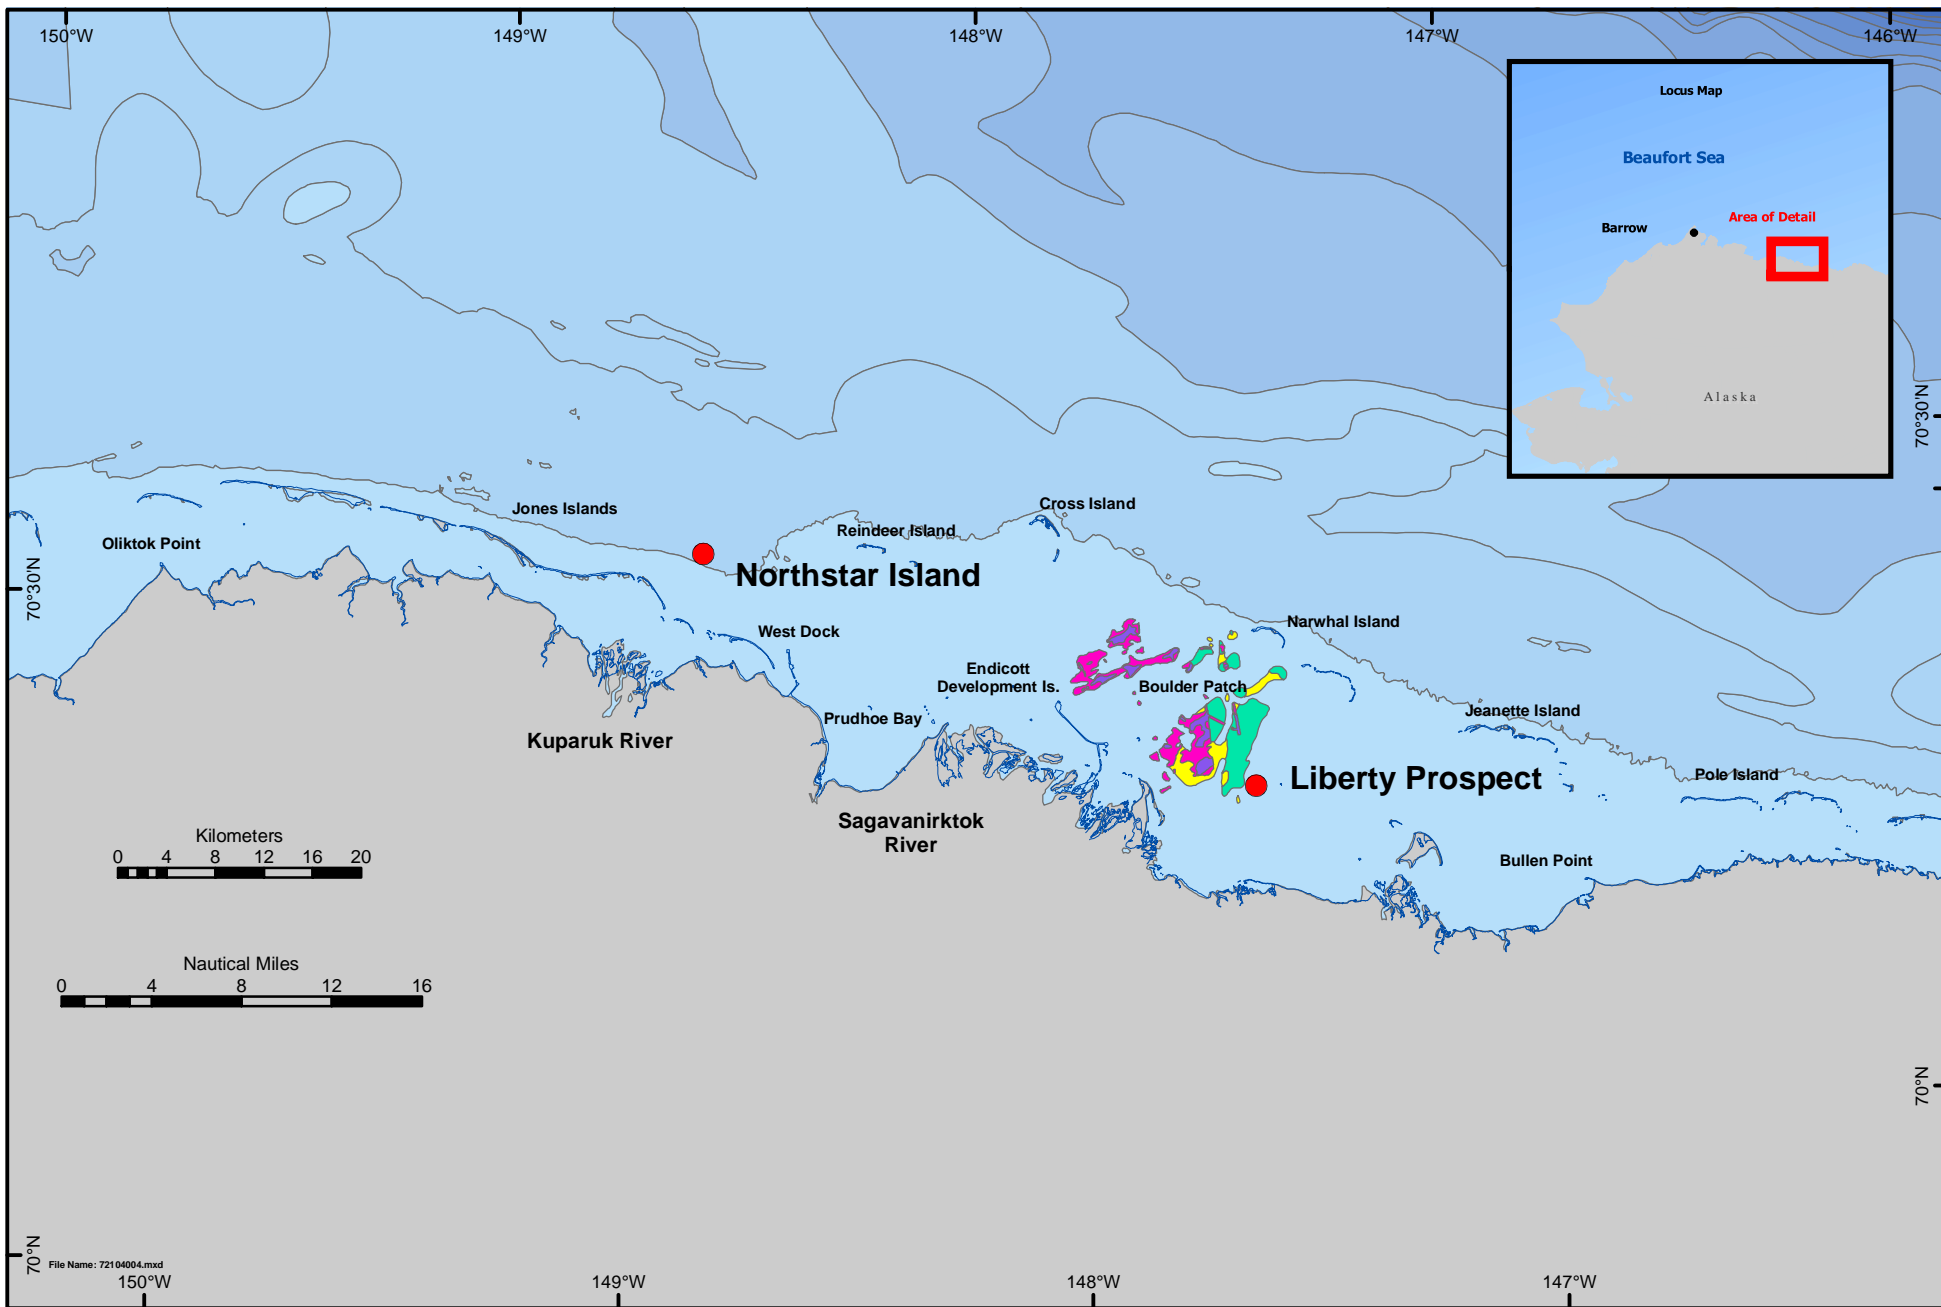 150°W 149°W 148°W 147°W 146°W
Locus Map
Beaufort Sea
Area of Detail
Barrow
Alaska
70°30'N
Jones Islands
Cross Island
Reindeer Island
Oliktok Point
Northstar Island
70°30'N
West Dock
Narwhal Island
Endicott
Development Is.
Boulder Patch
Jeanette Island
Prudhoe Bay
Kuparuk River
Liberty Prospect
Pole Island
Sagavanirktok
River
Kilometers
0 4 8 12 16 20
Bullen Point
Nautical Miles
0 4 8 12 16
70°N
70°N
File Name: 72104004.mxd
150°W 149°W 148°W 147°W